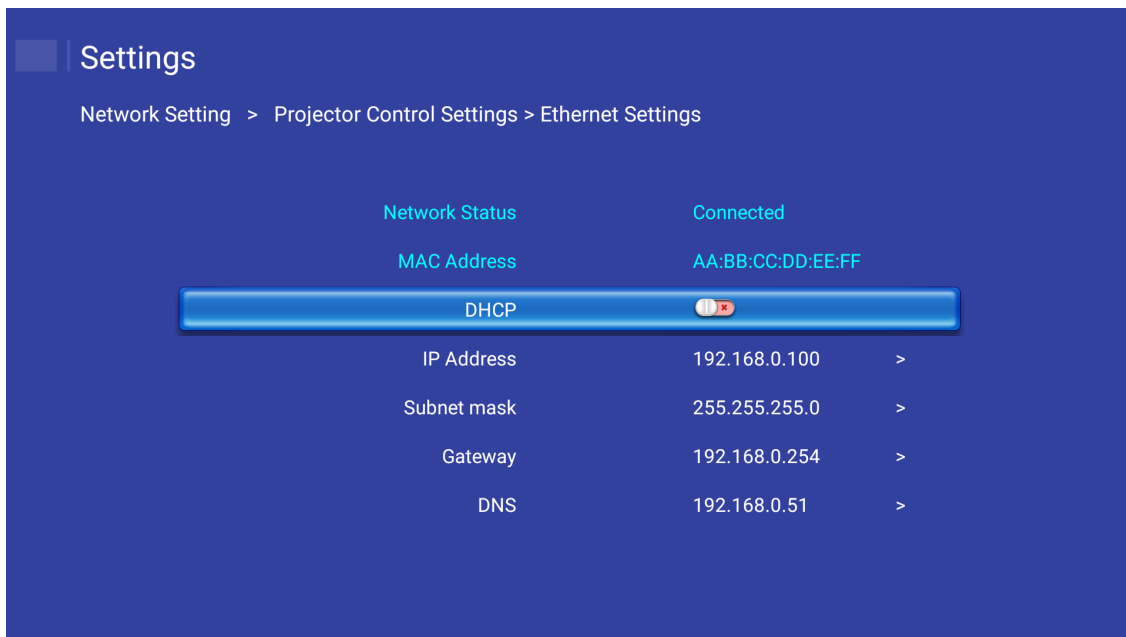 Settings
Network Setting > Projector Control Settings > Ethernet Settings
Network Status Connected
MAC Address AA:BB:CC:DD:EE:FF
DHCP
IP Address 192.168.0.100 >
Subnet mask 255.255.255.0 >
Gateway 192.168.0.254 >
DNS 192.168.0.51 >